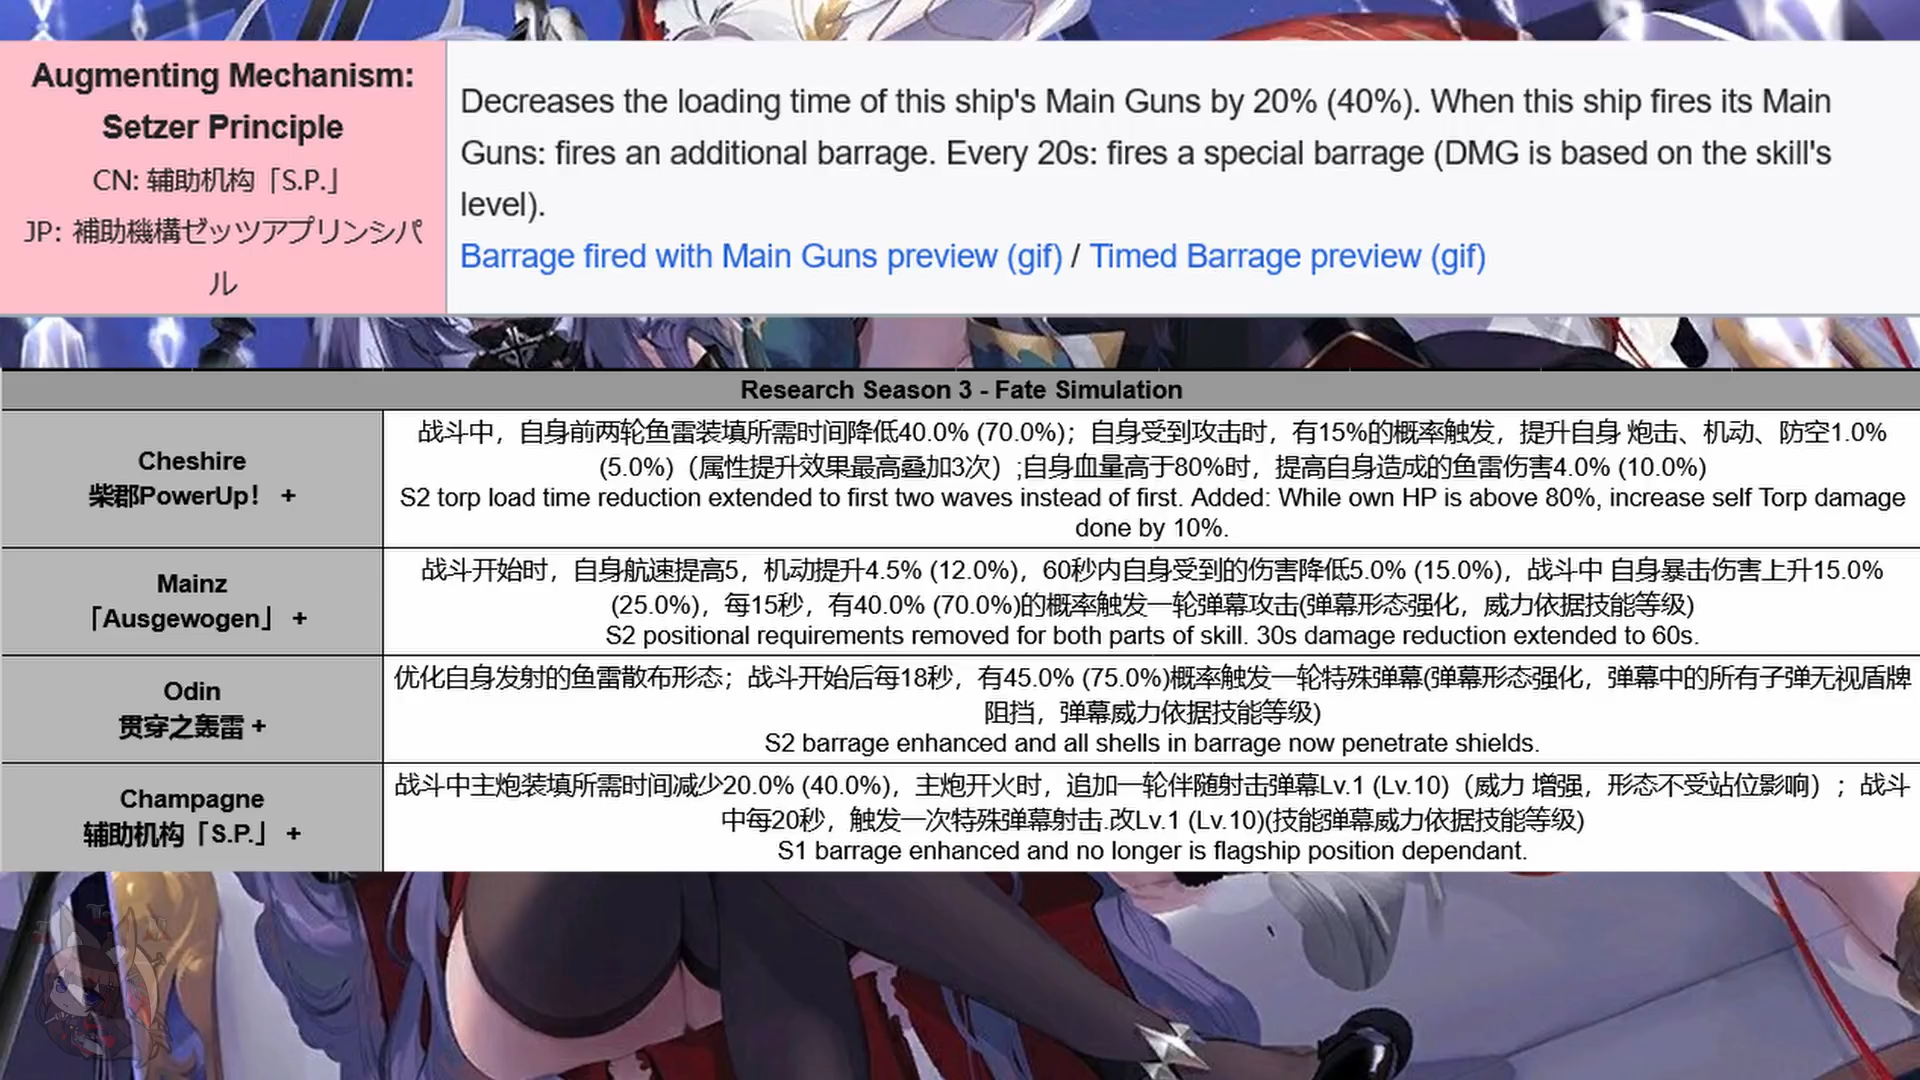 Augmenting Mechanism:
Setzer Principle
CN: 辅助机构「S.P.」
JP: 補助機構ゼッツアプリンシパ
ル
Decreases the loading time of this ship's Main Guns by 20% (40%). When this ship fires its Main
Guns: fires an additional barrage. Every 20s: fires a special barrage (DMG is based on the skill's
level).
Barrage fired with Main Guns preview (gif) / Timed Barrage preview (gif)
Research Season 3 - Fate Simulation
Cheshire
柴郡PowerUp！ +
战斗中，自身前两轮鱼雷装填所需时间降低40.0% (70.0%)；自身受到攻击时，有15%的概率触发，提升自身 炮击、机动、防空1.0%
(5.0%)（属性提升效果最高叠加3次）;自身血量高于80%时，提高自身造成的鱼雷伤害4.0% (10.0%)
S2 torp load time reduction extended to first two waves instead of first. Added: While own HP is above 80%, increase self Torp damage
done by 10%.
Mainz
「Ausgewogen」 +
战斗开始时，自身航速提高5，机动提升4.5% (12.0%)，60秒内自身受到的伤害降低5.0% (15.0%)，战斗中 自身暴击伤害上升15.0%
(25.0%)，每15秒，有40.0% (70.0%)的概率触发一轮弹幕攻击(弹幕形态强化，威力依据技能等级)
S2 positional requirements removed for both parts of skill. 30s damage reduction extended to 60s.
Odin
贯穿之轰雷 +
优化自身发射的鱼雷散布形态；战斗开始后每18秒，有45.0% (75.0%)概率触发一轮特殊弹幕(弹幕形态强化，弹幕中的所有子弹无视盾牌
阻挡，弹幕威力依据技能等级)
S2 barrage enhanced and all shells in barrage now penetrate shields.
Champagne
辅助机构「S.P.」 +
战斗中主炮装填所需时间减少20.0% (40.0%)，主炮开火时，追加一轮伴随射击弹幕Lv.1 (Lv.10)（威力 增强，形态不受站位影响）；战斗
中每20秒，触发一次特殊弹幕射击.改Lv.1 (Lv.10)(技能弹幕威力依据技能等级)
S1 barrage enhanced and no longer is flagship position dependant.